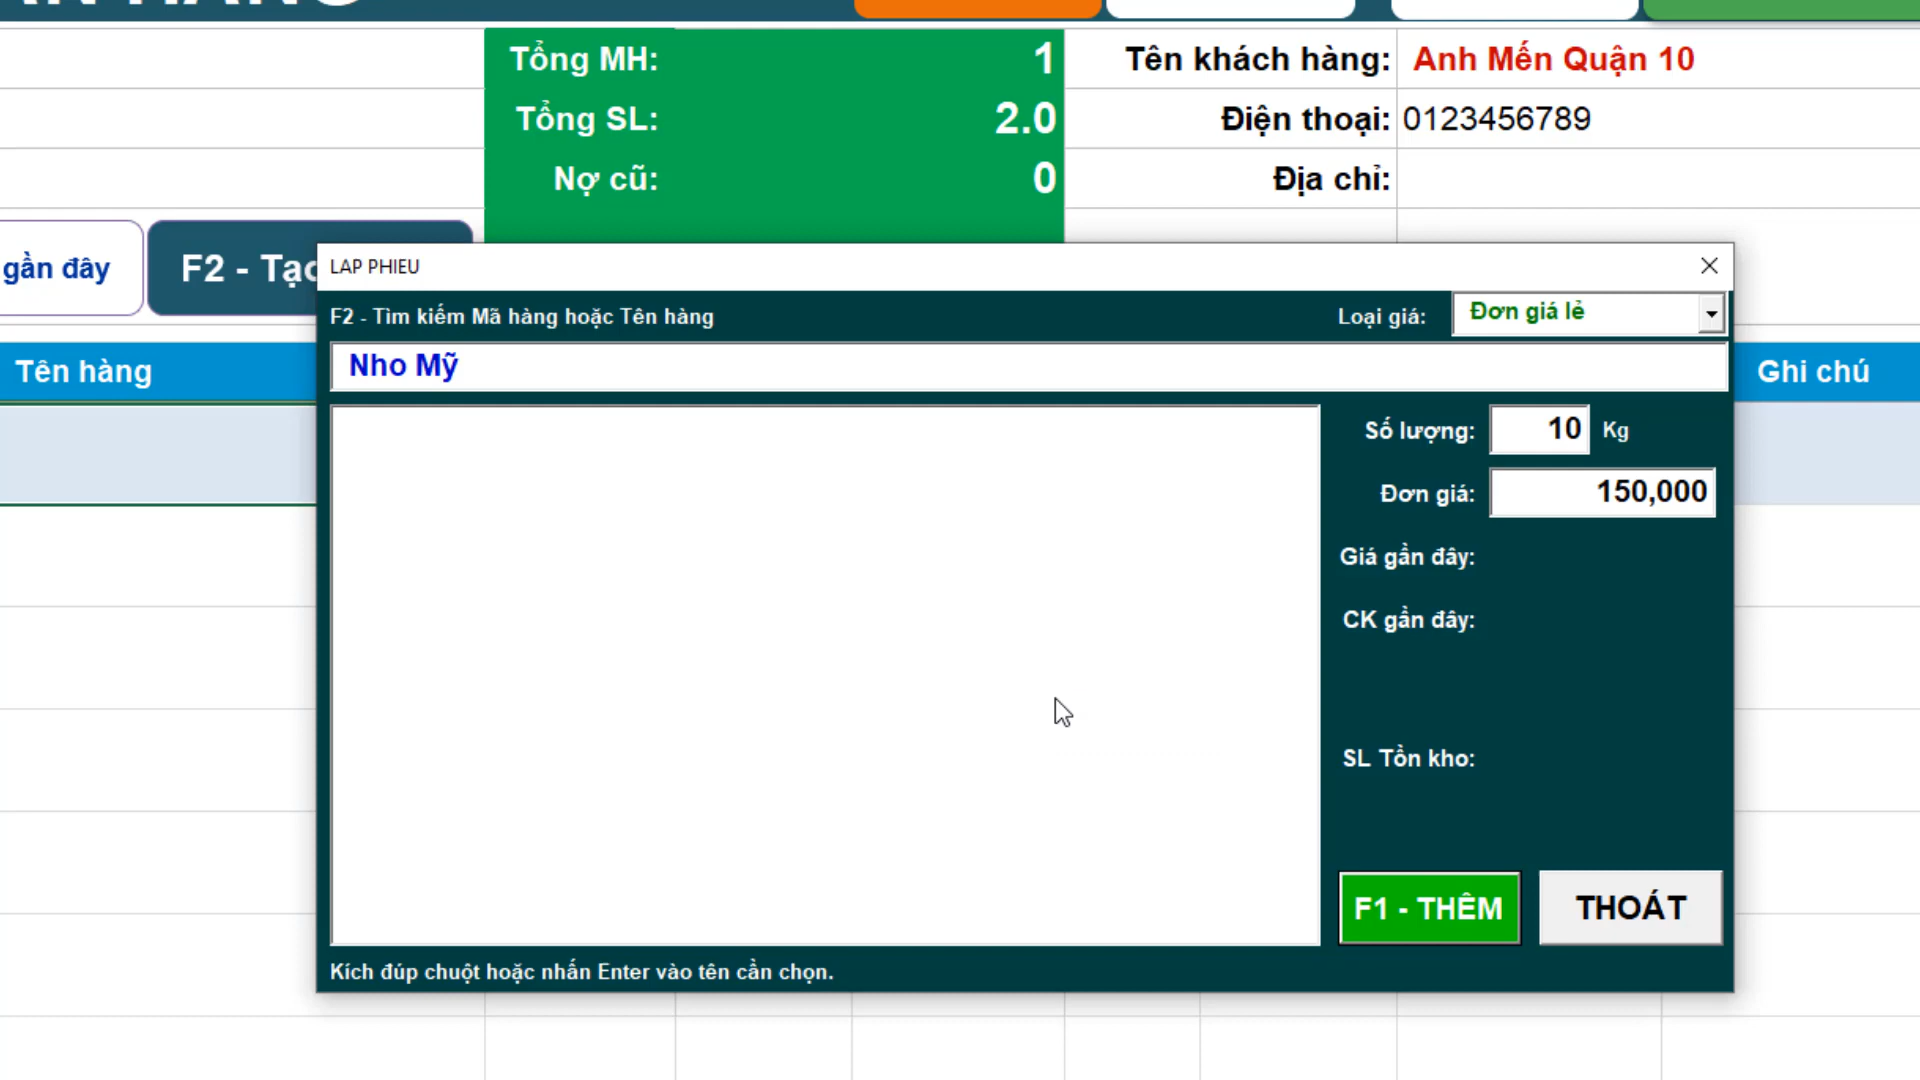 Tổng MH: 1
Tên khách hàng: Anh Mến Quận 10
Tổng SL: 2.0
Điện thoại: 0123456789
Nợ cũ: 0
Địa chỉ:
gần đây
F2 - Tạo
LAP PHIEU
F2 - Tìm kiếm Mã hàng hoặc Tên hàng
Loại giá: Đơn giá lẻ
Nho Mỹ
Tên hàng
Ghi chú
Số lượng: 10 Kg
Đơn giá: 150,000
Giá gần đây:
CK gần đây:
SL Tồn kho:
F1 - THÊM
THOÁT
Kích đúp chuột hoặc nhấn Enter vào tên cần chọn.